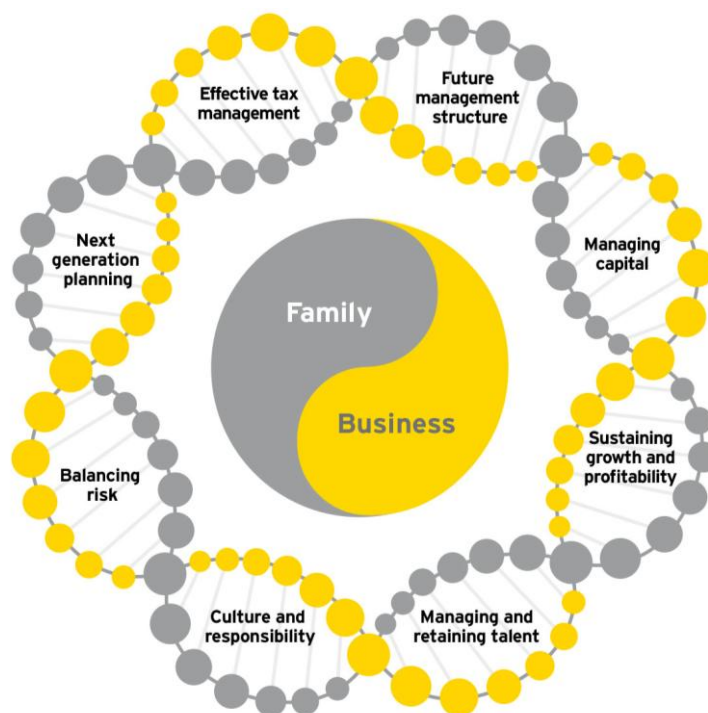 Effective tax
management
Future
management
structure
Managing
capital
Sustaining
growth and
profitability
Managing and
retaining talent
Culture and
responsibility
Balancing
risk
Next
generation
planning
Family
Business